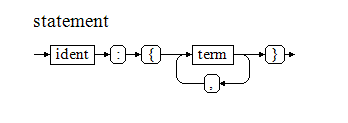 statement
ident : { term }
,